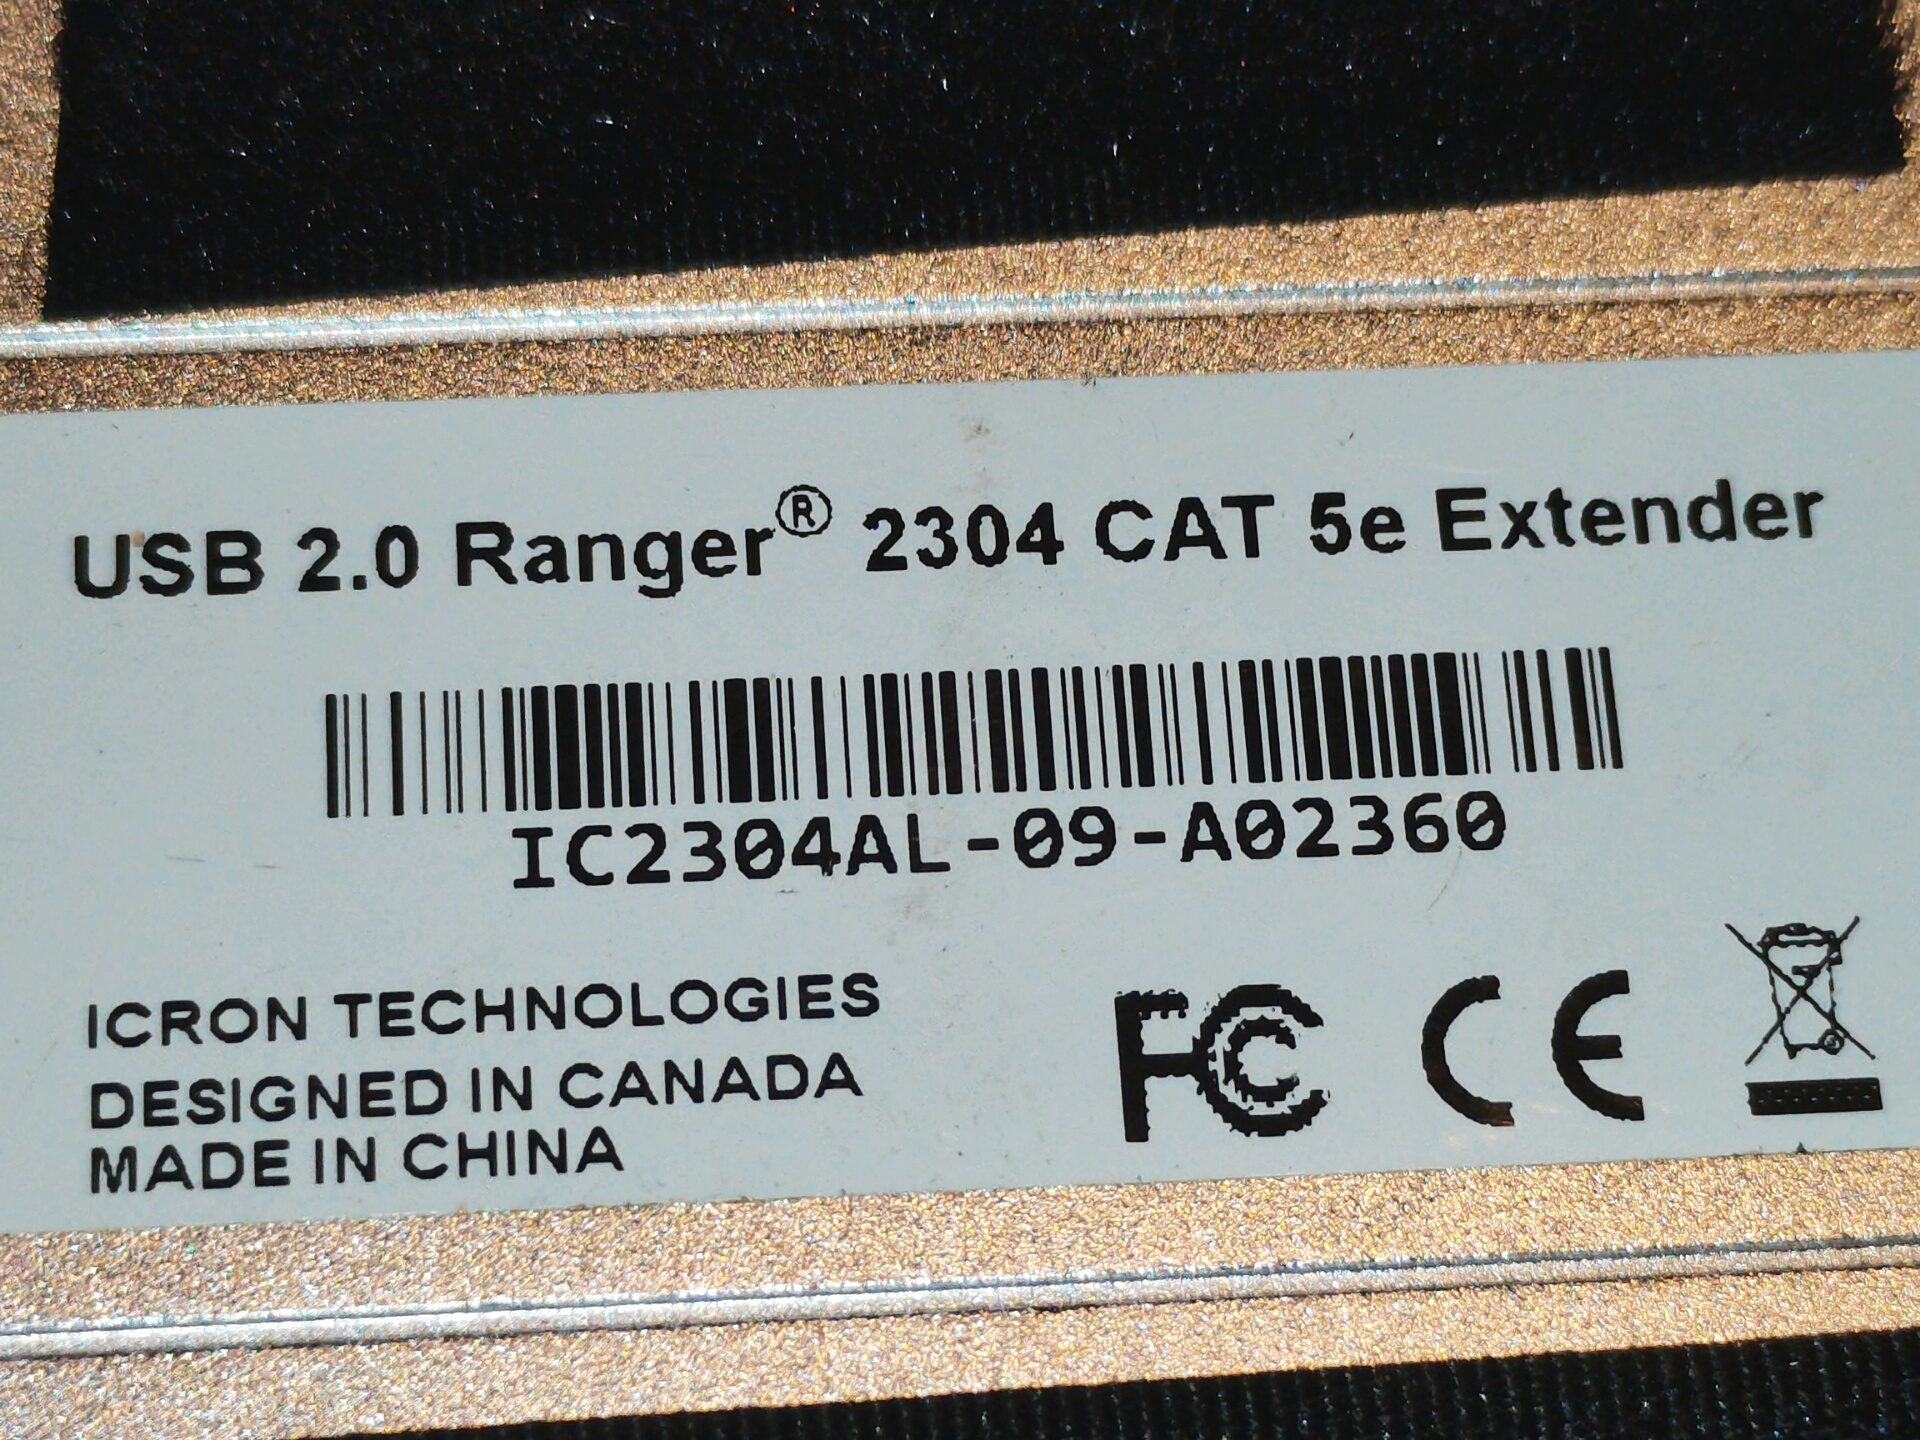 USB 2.0 Ranger® 2304 CAT 5e Extender
IC2304AL-09-A02360
ICRON TECHNOLOGIES
DESIGNED IN CANADA
MADE IN CHINA
FC CE